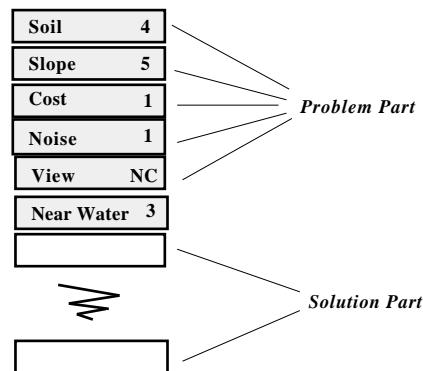 Soil 4
Slope 5
Cost 1
Noise 1
View NC
Near Water 3
Problem Part
Solution Part